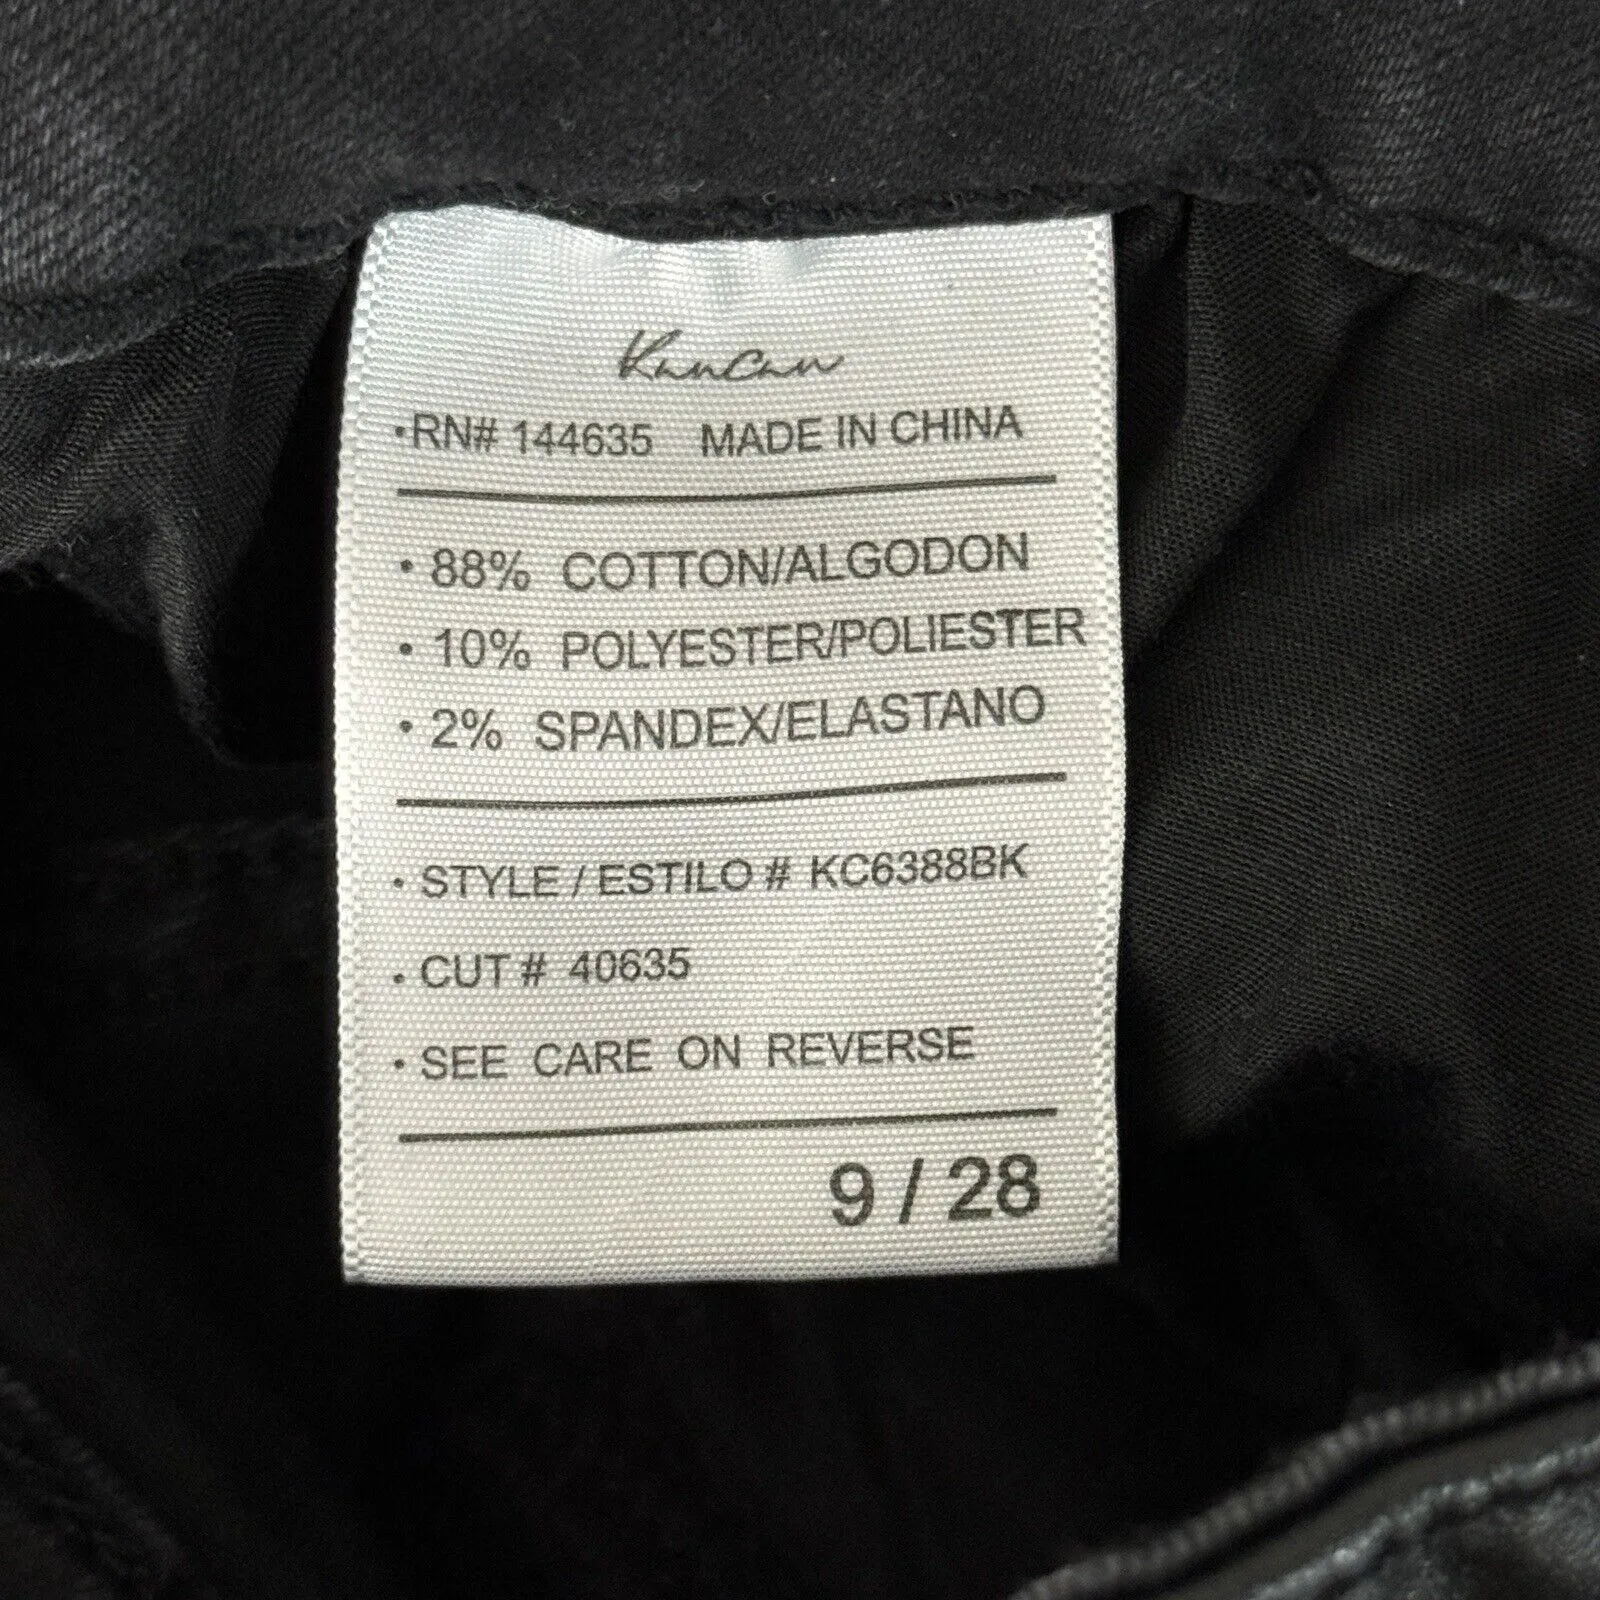 KanCan
•RN# 144635 MADE IN CHINA
• 88% COTTON/ALGODON
• 10% POLYESTER/POLIESTER
• 2% SPANDEX/ELASTANO
• STYLE / ESTILO # KC6388BK
• CUT # 40635
• SEE CARE ON REVERSE
9 / 28